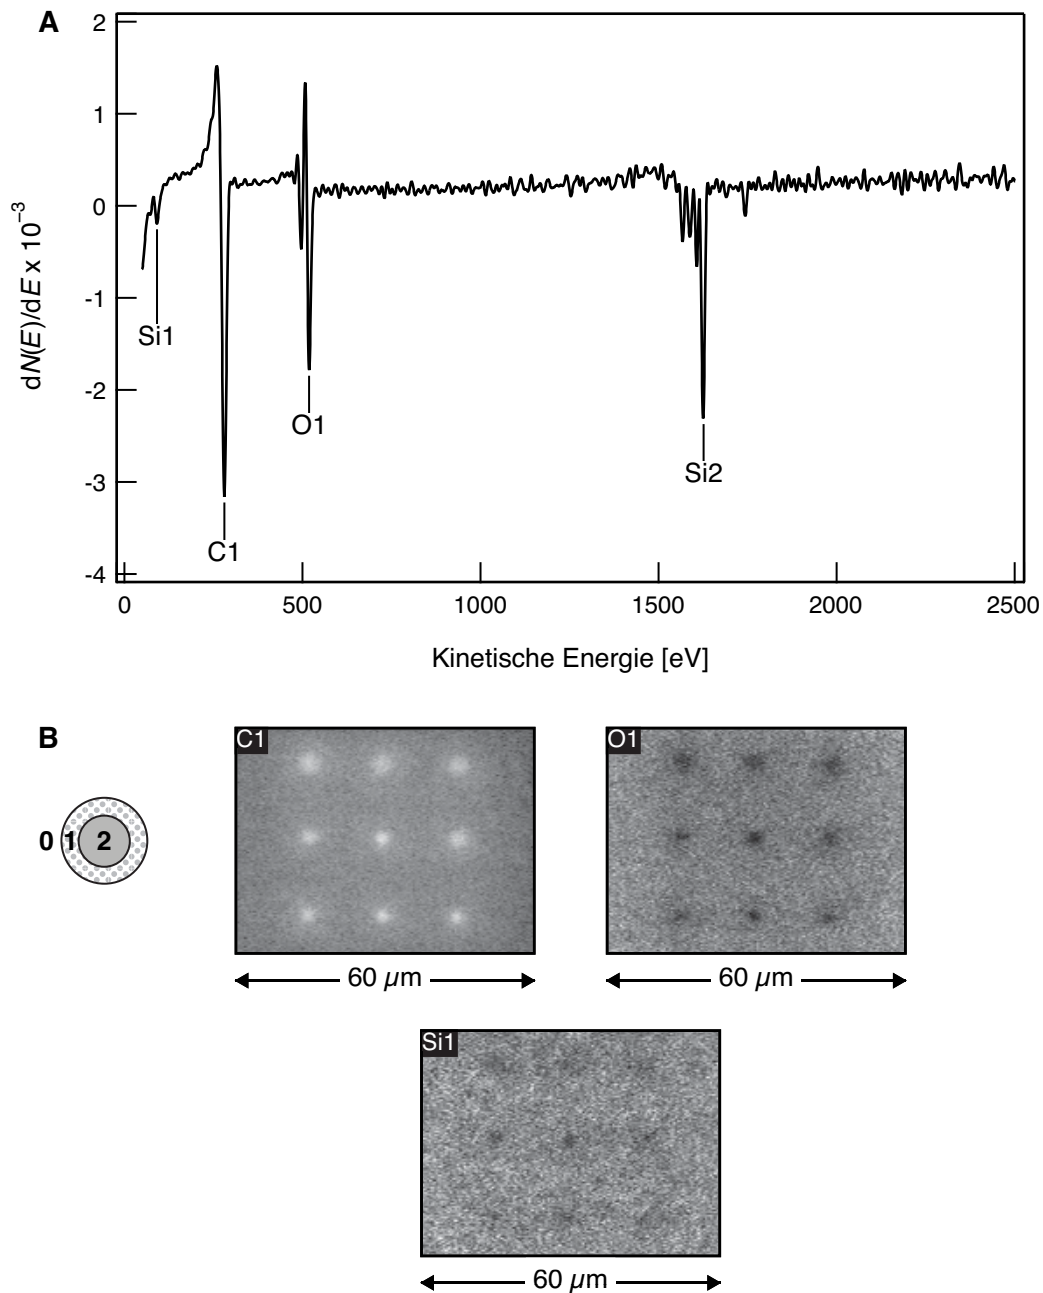 A
2
1
0
-1
-2
-3
-4
dN(E)/dE x 10⁻³
Si1
C1
O1
Si2
0 500 1000 1500 2000 2500
Kinetische Energie [eV]
B
0 1 2
C1
60 µm
O1
60 µm
Si1
60 µm